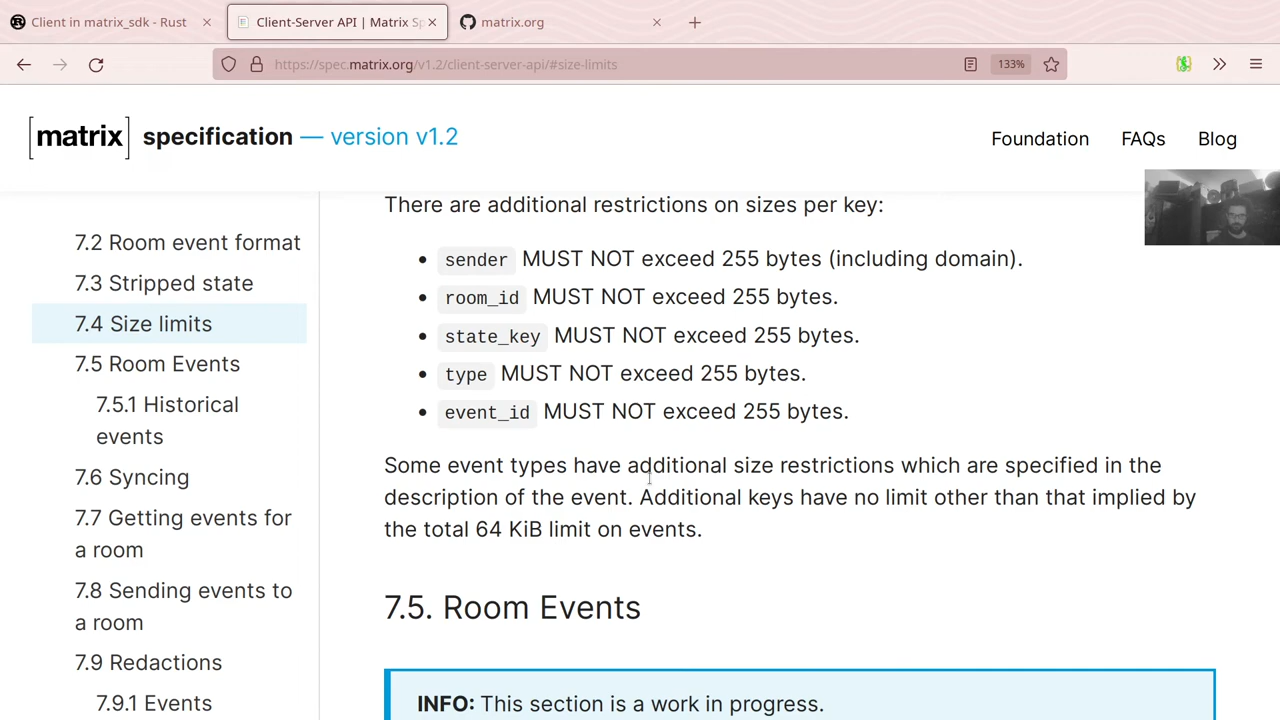 Client in matrix_sdk - Rust
Client-Server API | Matrix Sp
matrix.org
https://spec.matrix.org/v1.2/client-server-api/#size-limits
133%
[matrix] specification — version v1.2
Foundation
FAQs
Blog
7.2 Room event format
7.3 Stripped state
7.4 Size limits
7.5 Room Events
7.5.1 Historical
events
7.6 Syncing
7.7 Getting events for
a room
7.8 Sending events to
a room
7.9 Redactions
7.9.1 Events
There are additional restrictions on sizes per key:
• sender MUST NOT exceed 255 bytes (including domain).
• room_id MUST NOT exceed 255 bytes.
• state_key MUST NOT exceed 255 bytes.
• type MUST NOT exceed 255 bytes.
• event_id MUST NOT exceed 255 bytes.
Some event types have additional size restrictions which are specified in the
description of the event. Additional keys have no limit other than that implied by
the total 64 KiB limit on events.
7.5. Room Events
INFO: This section is a work in progress.